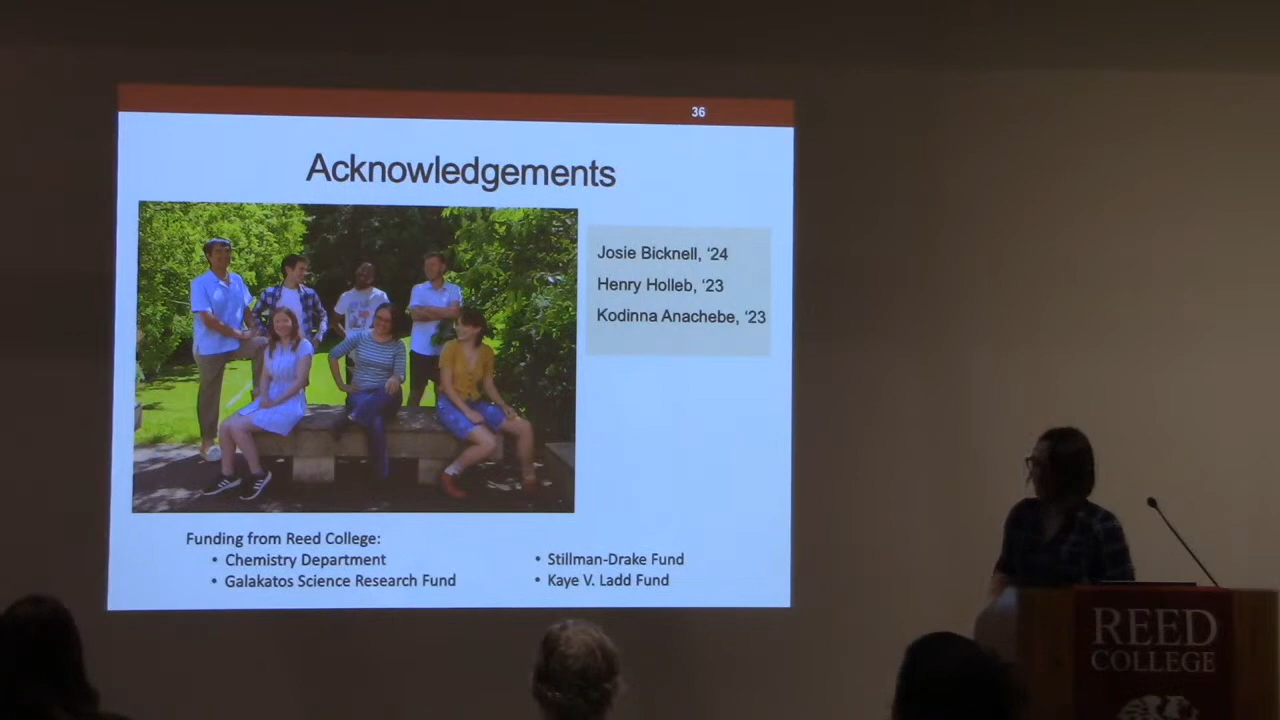 36
Acknowledgements
Josie Bicknell, ‘24
Henry Holleb, ‘23
Kodinna Anachebe, ‘23
Funding from Reed College:
• Chemistry Department
• Galakatos Science Research Fund
• Stillman-Drake Fund
• Kaye V. Ladd Fund
REED
COLLEGE